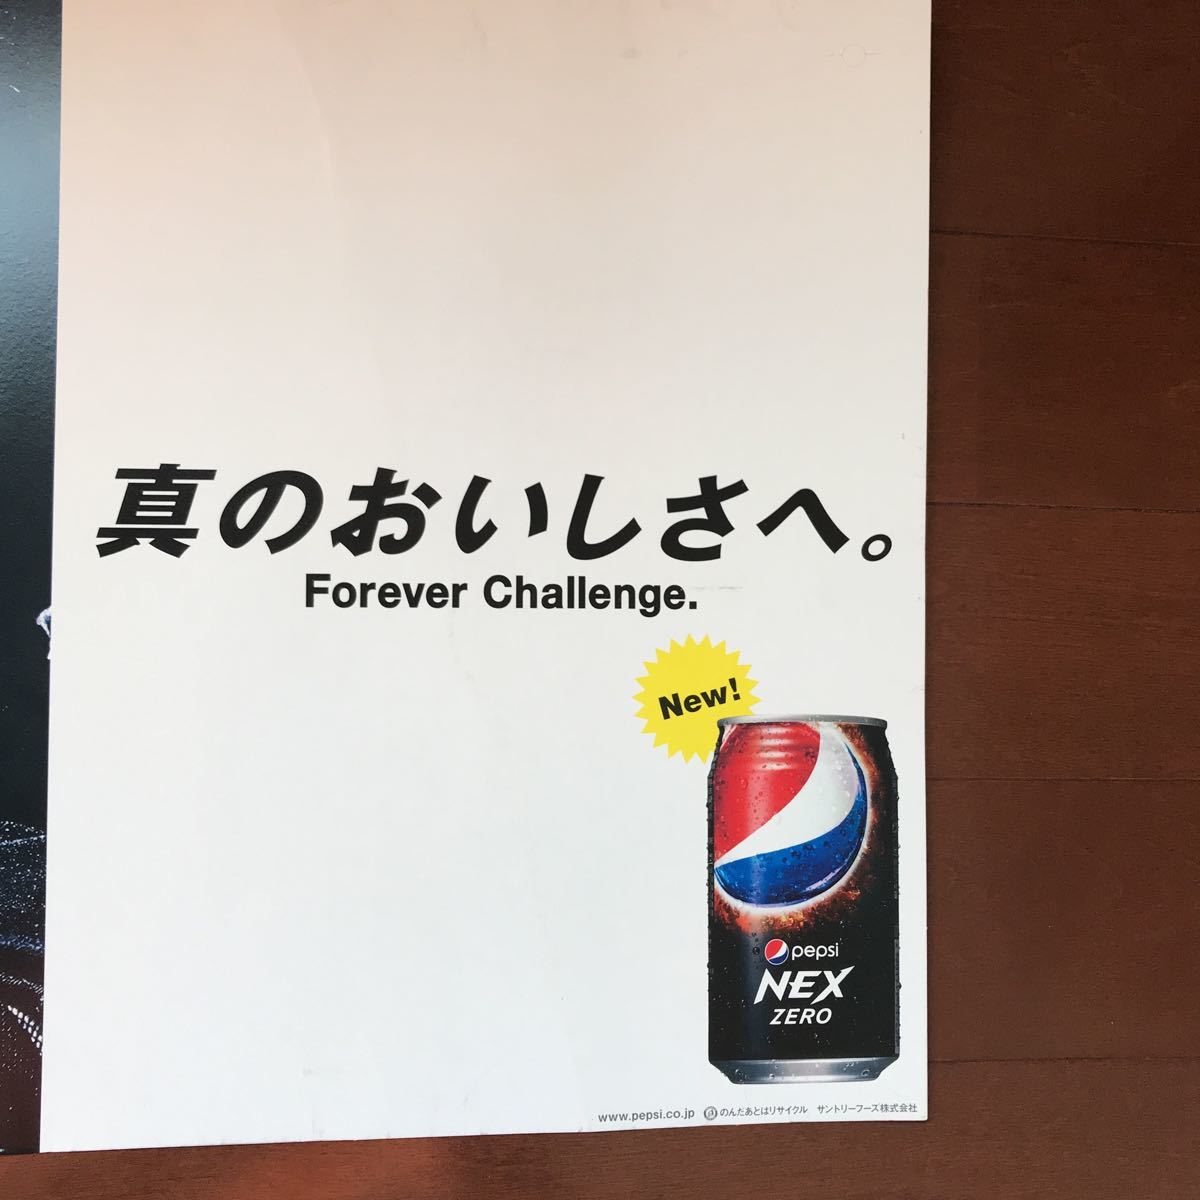 真のおいしさへ。
Forever Challenge.
New!
pepsi
NEX
ZERO
www.pepsi.co.jp のんだあとはリサイクル サントリーフーズ株式会社